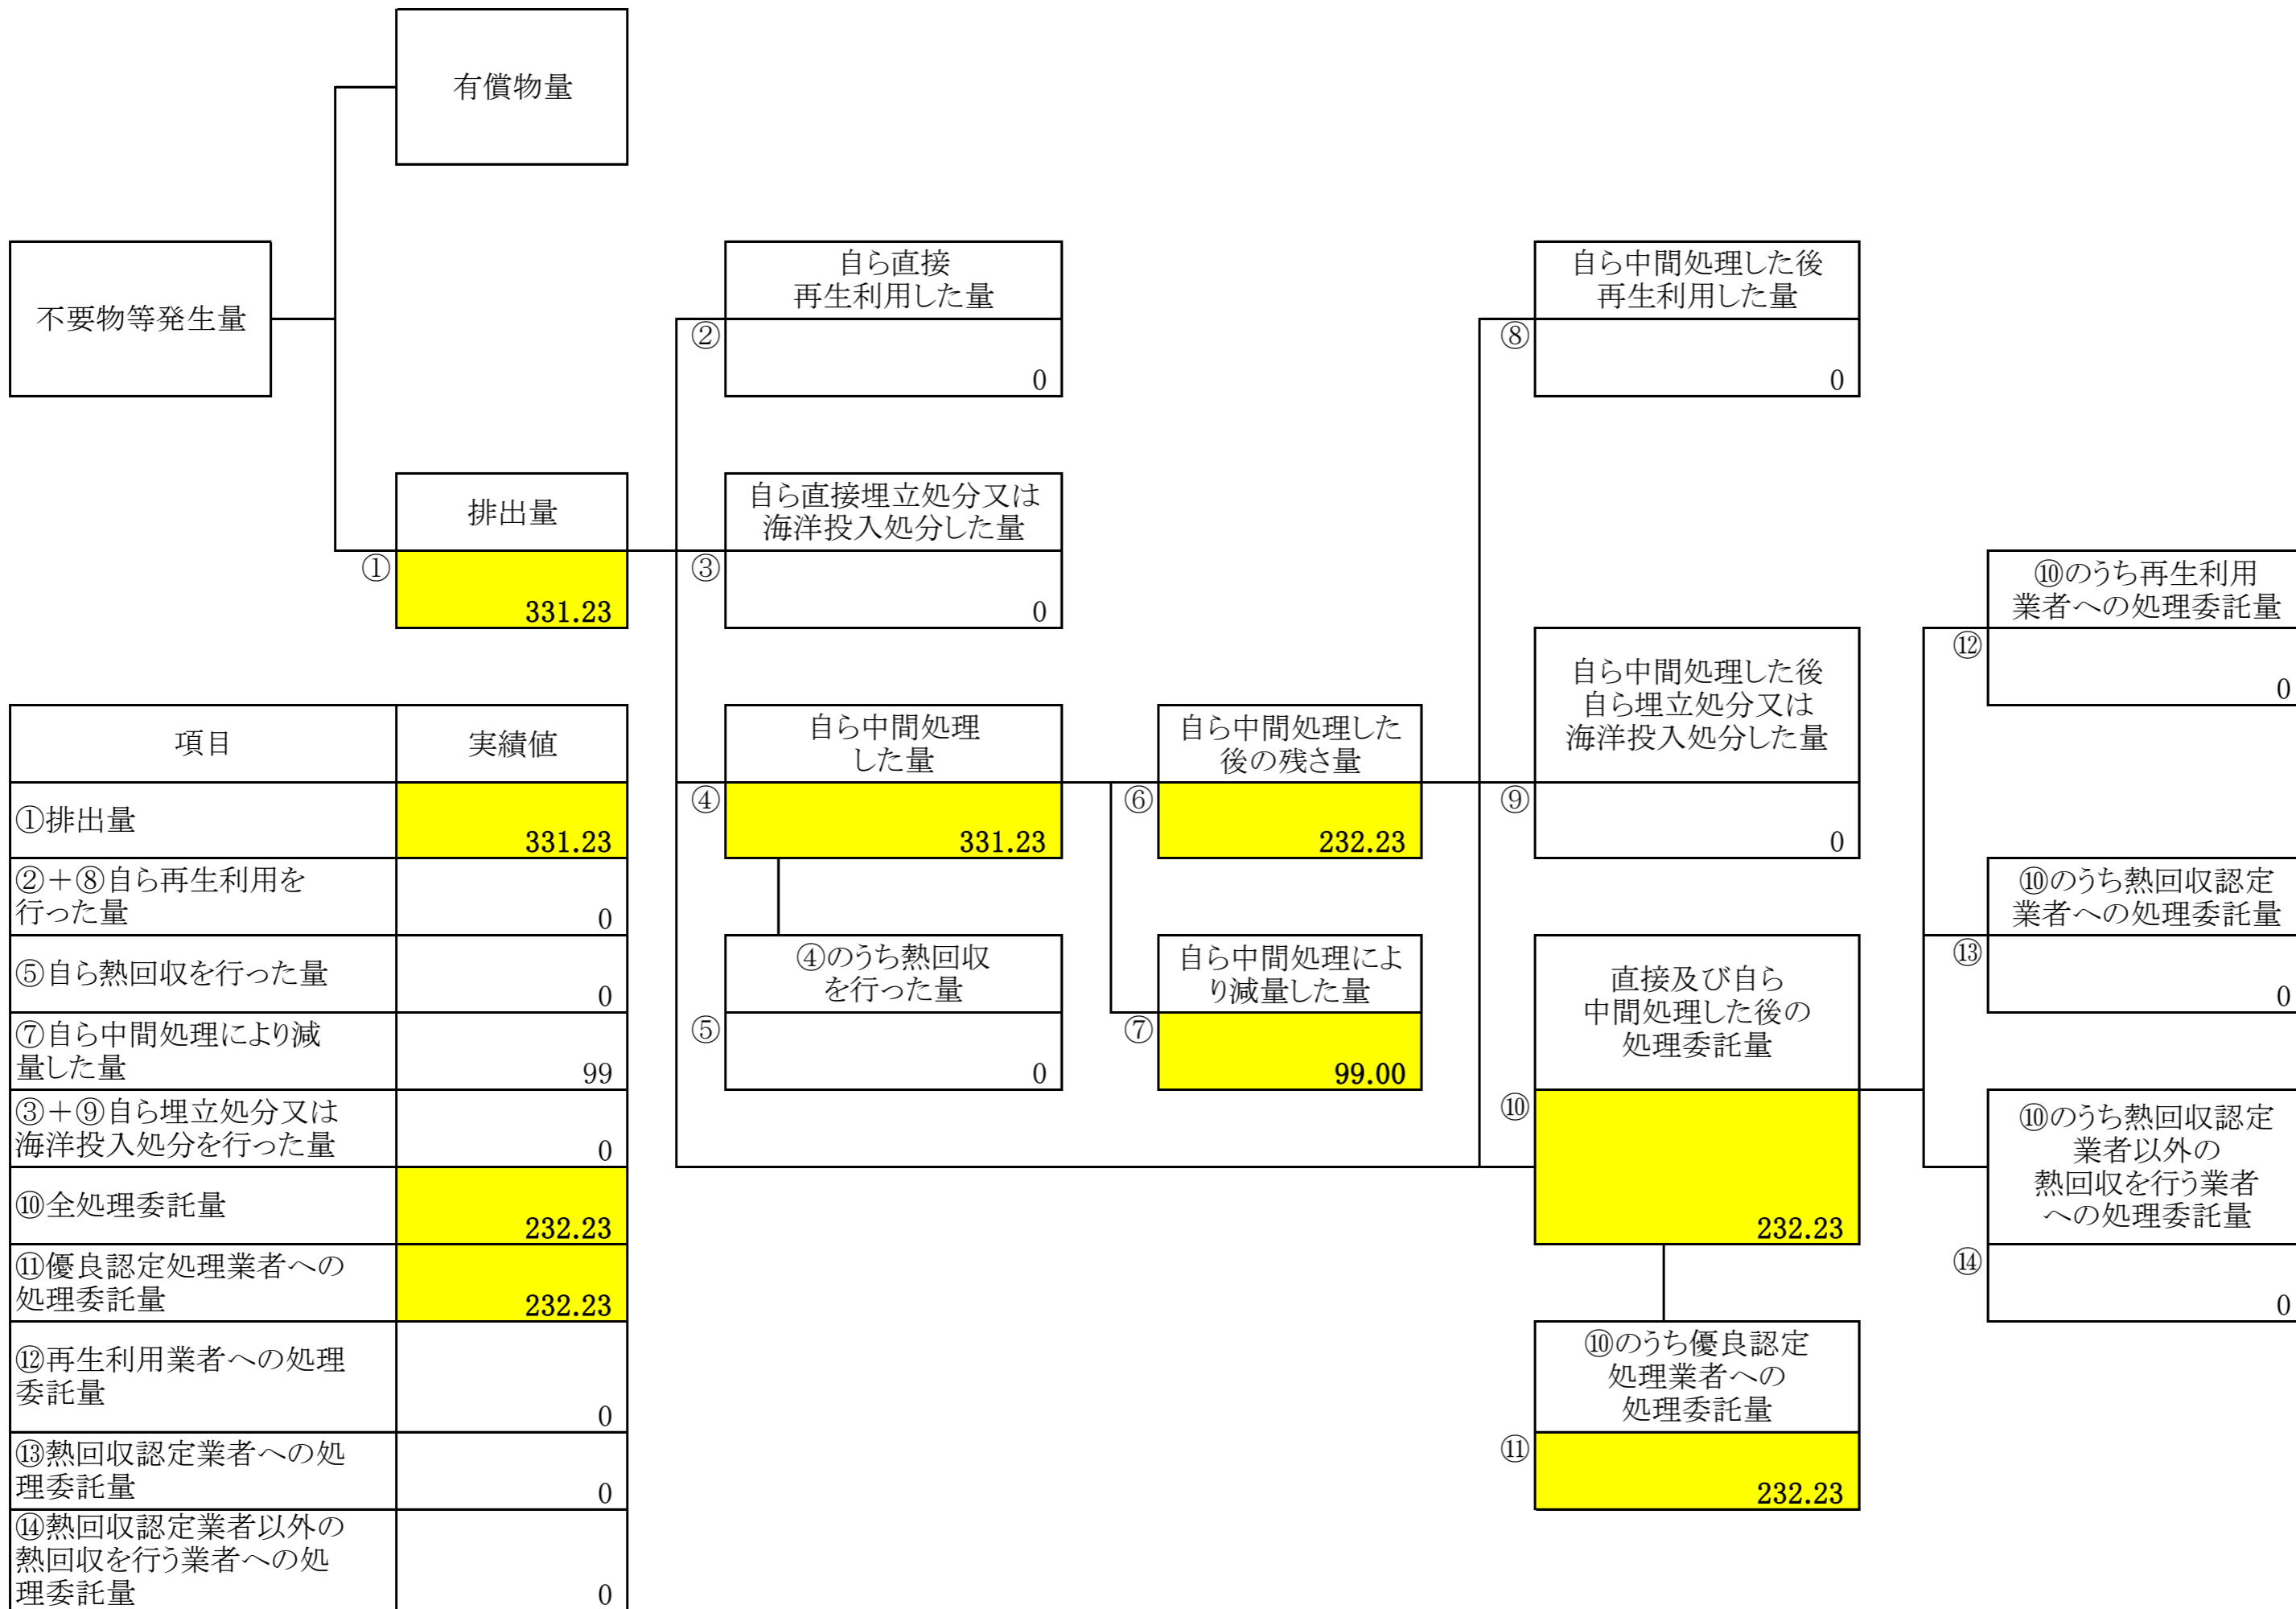 有償物量
不要物等発生量
自ら直接
再生利用した量
②
0
自ら中間処理した後
再生利用した量
⑧
0
排出量
①
331.23
自ら直接埋立処分又は
海洋投入処分した量
③
0
⑩のうち再生利用
業者への処理委託量
⑫
0
自ら中間処理した後
自ら埋立処分又は
海洋投入処分した量
⑨
0
自ら中間処理
した量
④
331.23
自ら中間処理した
後の残さ量
⑥
232.23
④のうち熱回収
を行った量
⑤
0
自ら中間処理によ
り減量した量
⑦
99.00
直接及び自ら
中間処理した後の
処理委託量
⑩
232.23
⑩のうち熱回収認定
業者への処理委託量
⑬
0
⑩のうち熱回収認定
業者以外の
熱回収を行う業者
への処理委託量
⑭
0
⑩のうち優良認定
処理業者への
処理委託量
⑪
232.23
項目 実績値
①排出量 331.23
②＋⑧自ら再生利用を
行った量 0
⑤自ら熱回収を行った量 0
⑦自ら中間処理により減
量した量 99
③＋⑨自ら埋立処分又は
海洋投入処分を行った量 0
⑩全処理委託量 232.23
⑪優良認定処理業者への
処理委託量 232.23
⑫再生利用業者への処理
委託量 0
⑬熱回収認定業者への処
理委託量 0
⑭熱回収認定業者以外の
熱回収を行う業者への処
理委託量 0